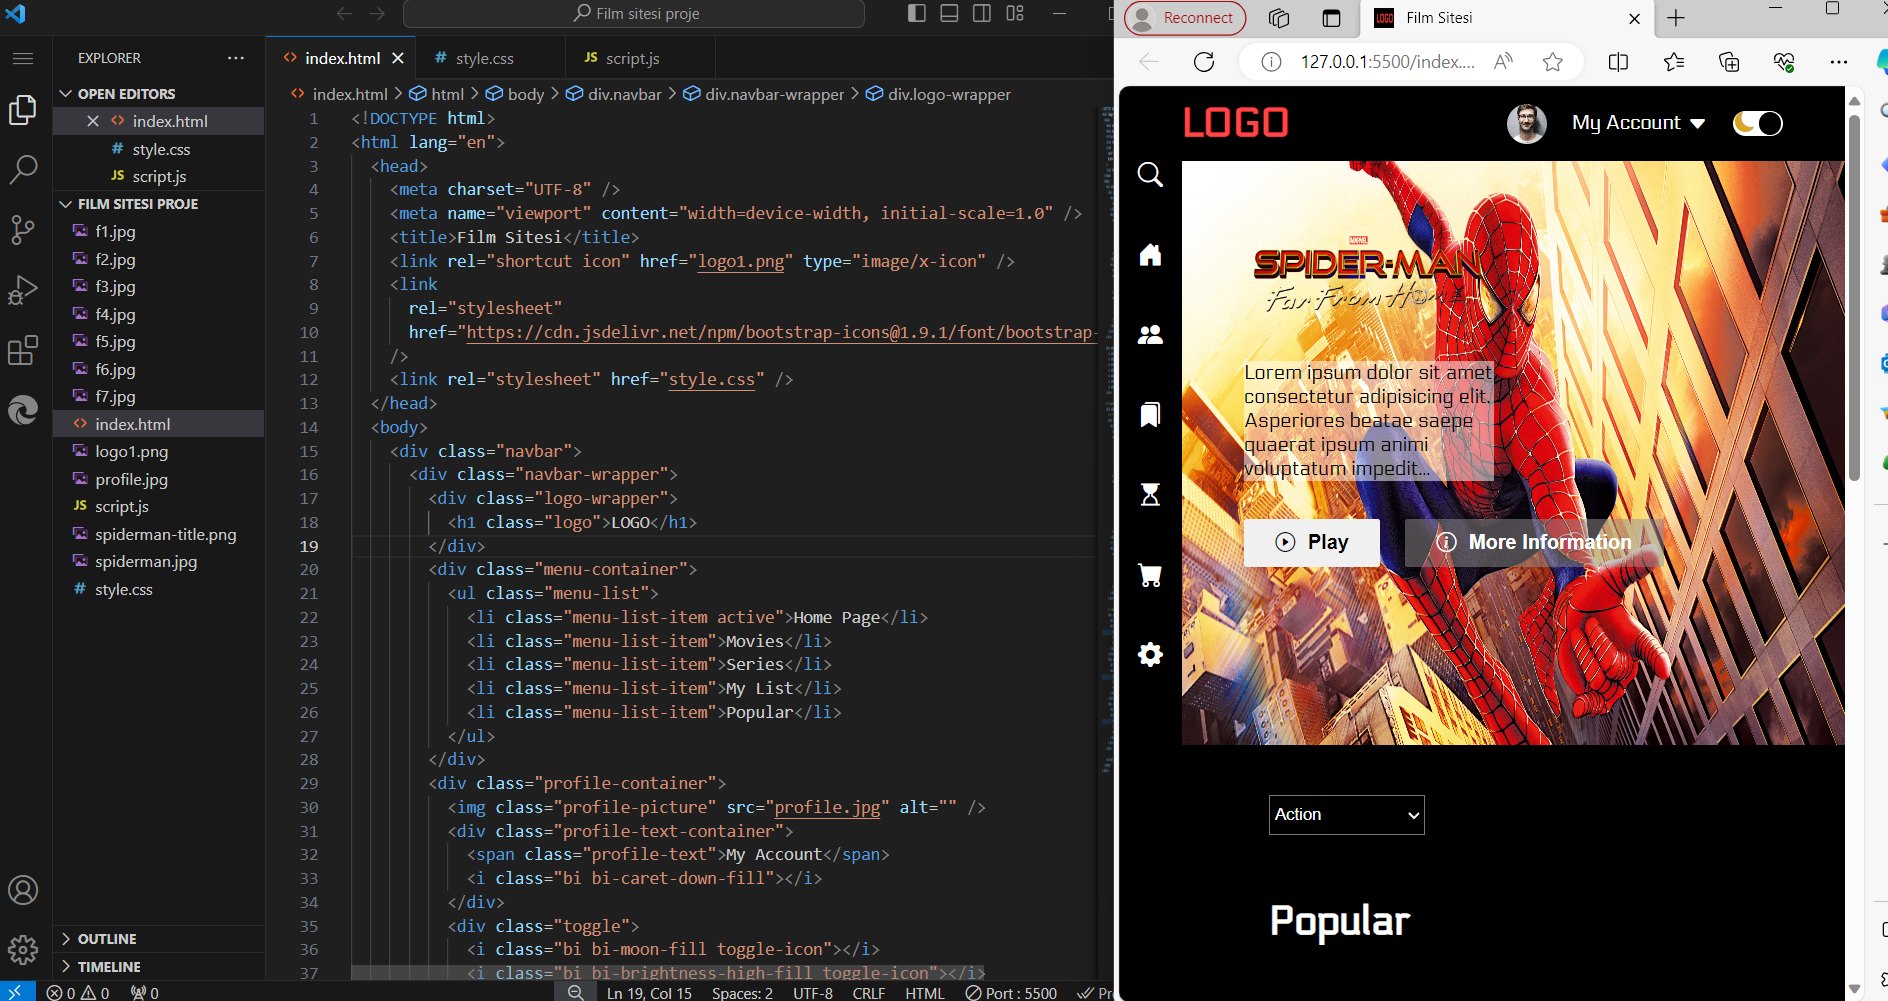 Film sitesi proje
EXPLORER
OPEN EDITORS
index.html
style.css
script.js
FILM SITESI PROJE
f1.jpg
f2.jpg
f3.jpg
f4.jpg
f5.jpg
f6.jpg
f7.jpg
index.html
logo1.png
profile.jpg
script.js
spiderman-title.png
spiderman.jpg
style.css
OUTLINE
TIMELINE
index.html
style.css
script.js
index.html > html > body > div.navbar > div.navbar-wrapper > div.logo-wrapper
1 <!DOCTYPE html>
2 <html lang="en">
3 <head>
4 <meta charset="UTF-8" />
5 <meta name="viewport" content="width=device-width, initial-scale=1.0" />
6 <title>Film Sitesi</title>
7 <link rel="shortcut icon" href="logo1.png" type="image/x-icon" />
8 <link
9 rel="stylesheet"
10 href="https://cdn.jsdelivr.net/npm/bootstrap-icons@1.9.1/font/bootstrap-
11 />
12 <link rel="stylesheet" href="style.css" />
13 </head>
14 <body>
15 <div class="navbar">
16 <div class="navbar-wrapper">
17 <div class="logo-wrapper">
18 <h1 class="logo">LOGO</h1>
19 </div>
20 <div class="menu-container">
21 <ul class="menu-list">
22 <li class="menu-list-item active">Home Page</li>
23 <li class="menu-list-item">Movies</li>
24 <li class="menu-list-item">Series</li>
25 <li class="menu-list-item">My List</li>
26 <li class="menu-list-item">Popular</li>
27 </ul>
28 </div>
29 <div class="profile-container">
30 <img class="profile-picture" src="profile.jpg" alt="" />
31 <div class="profile-text-container">
32 <span class="profile-text">My Account</span>
33 <i class="bi bi-caret-down-fill"></i>
34 </div>
35 <div class="toggle">
36 <i class="bi bi-moon-fill toggle-icon"></i>
37 <i class="bi bi-brightness-high-fill toggle-icon"></i>
0 0 0
Ln 19, Col 15 Spaces: 2 UTF-8 CRLF HTML Port : 5500 Pr
Reconnect
LOGO
Film Sitesi
127.0.0.1:5500/index....
LOGO
My Account
MARVEL
SPIDER-MAN
Far From Home
Lorem ipsum dolor sit amet
consectetur adipisicing elit.
Asperiores beatae saepe
quaerat ipsum animi
voluptatum impedit...
Play
More Information
Action
Popular